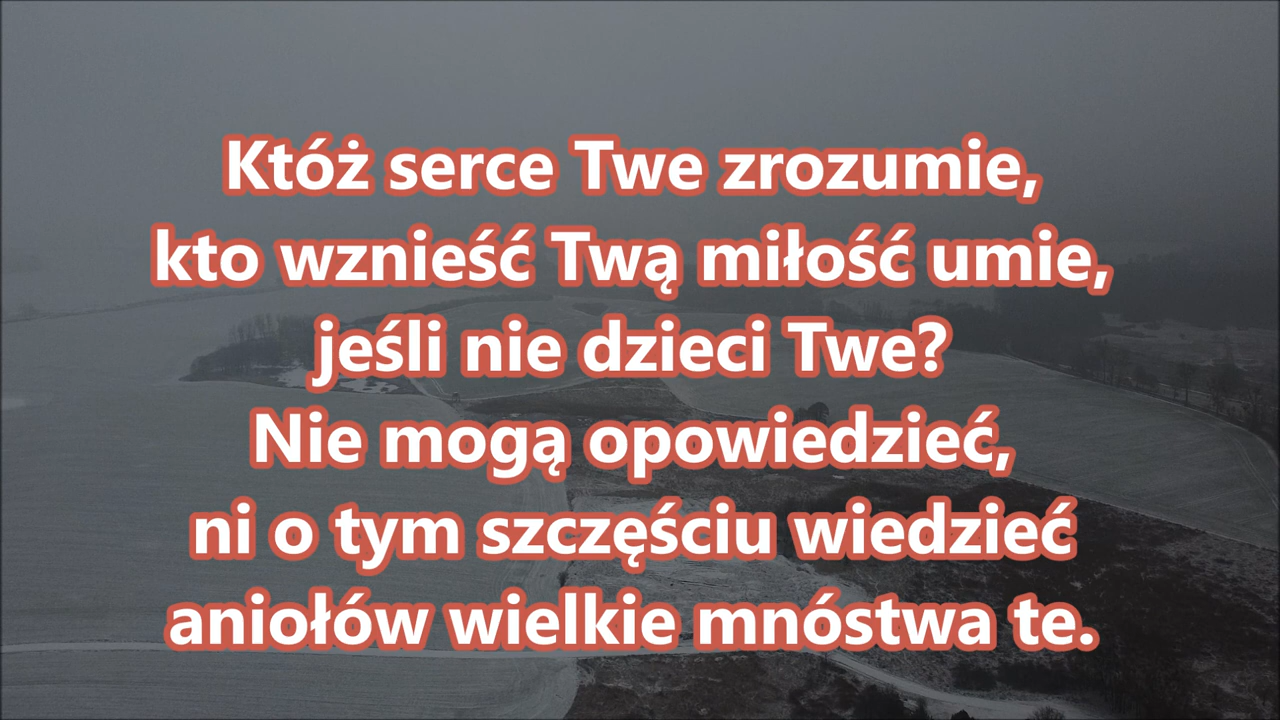 Któż serce Twe zrozumie,
kto wznieść Twą miłość umie,
jeśli nie dzieci Twe?
Nie mogą opowiedzieć,
ni o tym szczęściu wiedzieć
aniołów wielkie mnóstwa te.